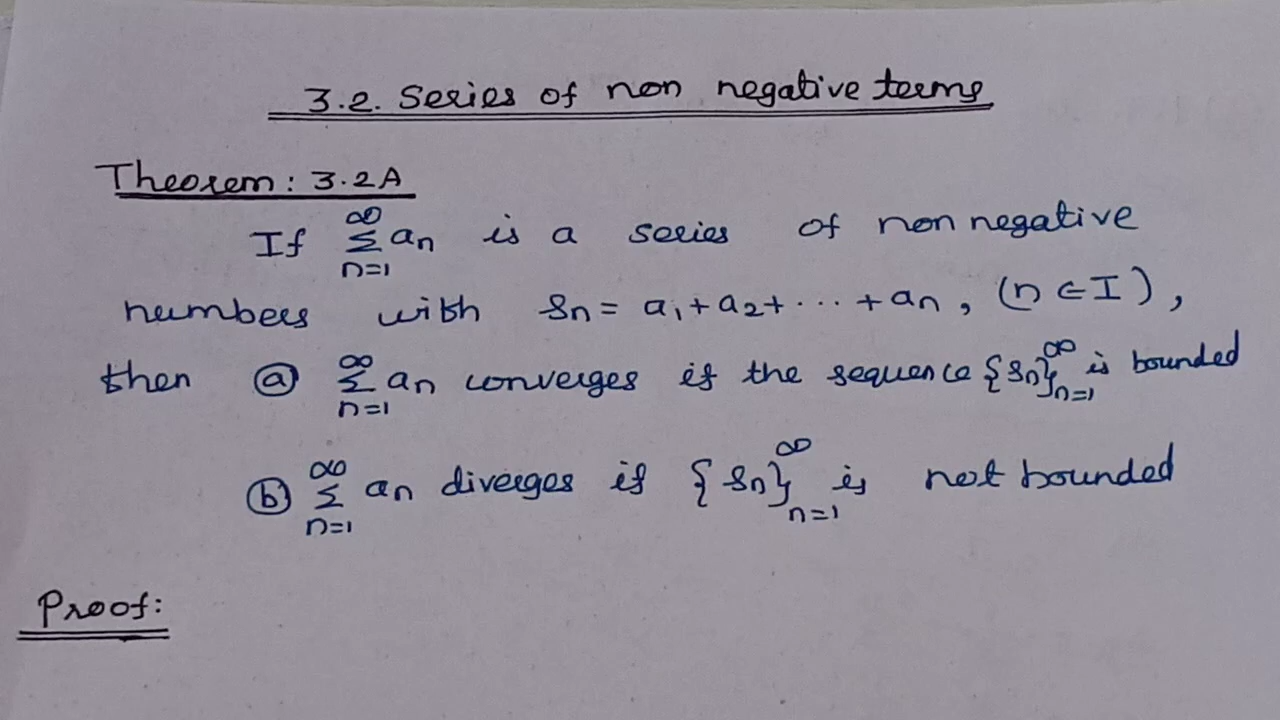 3.2. Series of non negative terms
Theorem: 3.2A
If ∑_{n=1}^{∞} an is a series of non negative
numbers with sn = a1 + a2 + ... + an, (n ∈ I),
then (a) ∑_{n=1}^{∞} an converges if the sequence {sn}_{n=1}^{∞} is bounded
(b) ∑_{n=1}^{∞} an diverges if {sn}_{n=1}^{∞} is not bounded
Proof: